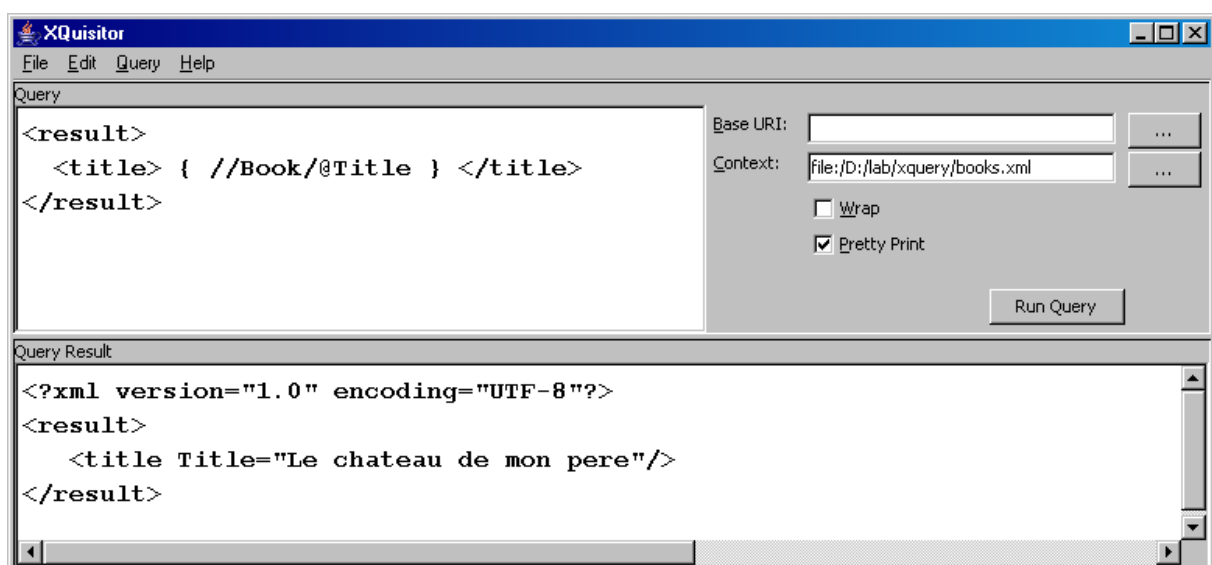 XQuisitor
File Edit Query Help
Query
<result>
  <title> { //Book/@Title } </title>
</result>
Base URI: ...
Context: file:/D:/lab/xquery/books.xml ...
Wrap
Pretty Print
Run Query
Query Result
<?xml version="1.0" encoding="UTF-8"?>
<result>
   <title Title="Le chateau de mon pere"/>
</result>